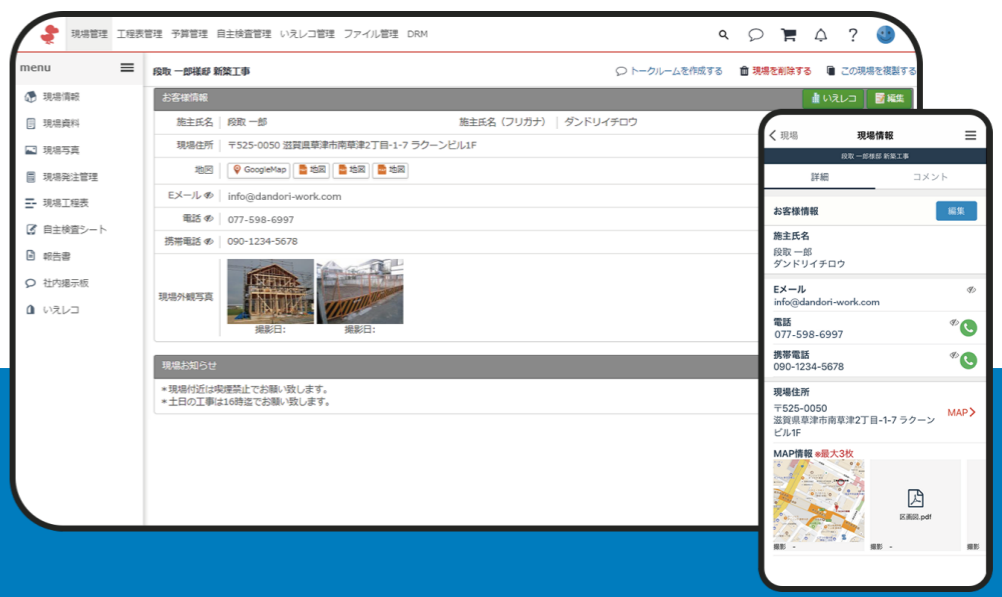 現場管理 工程表管理 予算管理 自主検査管理 いえレコ管理 ファイル管理 DRM
menu
現場情報
現場資料
現場写真
現場発注管理
現場工程表
自主検査シート
報告書
社内掲示板
いえレコ
段取 一郎様邸 新築工事
トークルームを作成する 現場を削除する この現場を複製する
お客様情報
いえレコ 編集
施主氏名 段取 一郎 施主氏名（フリガナ） ダンドリイチロウ
現場住所 〒525-0050 滋賀県草津市南草津2丁目-1-7 ラクーンビル1F
地図 GoogleMap 地図 地図 地図
Eメール info@dandori-work.com
電話 077-598-6997
携帯電話 090-1234-5678
現場外観写真
撮影日: 撮影日:
現場お知らせ
*現場付近は喫煙禁止でお願い致します。
*土日の工事は16時迄でお願い致します。
現場 現場情報
段取 一郎様邸 新築工事
詳細 コメント
お客様情報 編集
施主氏名
段取 一郎
ダンドリイチロウ
Eメール
info@dandori-work.com
電話
077-598-6997
携帯電話
090-1234-5678
現場住所
〒525-0050
滋賀県草津市南草津2丁目-1-7 ラクーン
ビル1F
MAP
MAP情報 ※最大3枚
区画図.pdf
撮影 - 撮影 - 撮影